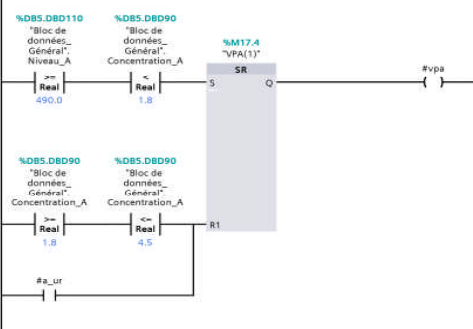 %DB5.DBD110
"Bloc de
données_
Général".
Niveau_A
>=
Real
490.0
%DB5.DBD90
"Bloc de
données_
Général".
Concentration_A
<
Real
1.8
%M17.4
"VPA(1)"
SR
S
Q
R1
#vpa
%DB5.DBD90
"Bloc de
données_
Général".
Concentration_A
>=
Real
1.8
%DB5.DBD90
"Bloc de
données_
Général".
Concentration_A
<=
Real
4.5
#a_ur